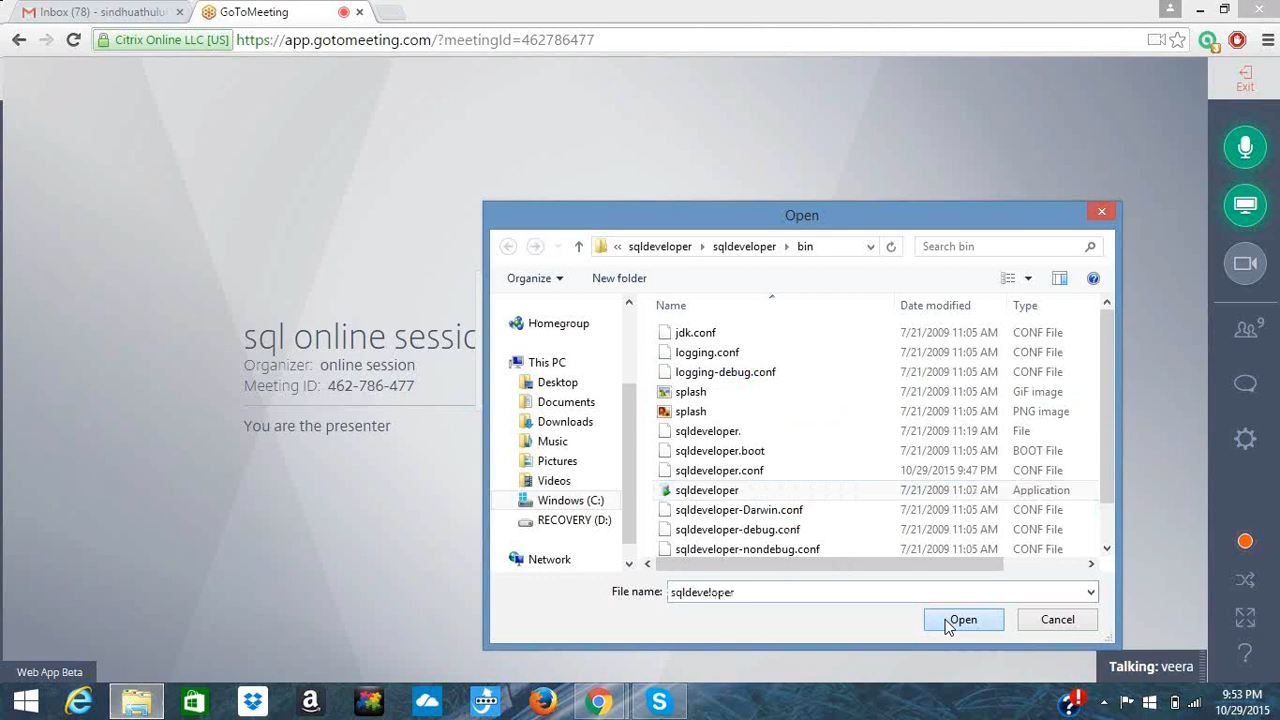 Inbox (78) - sindhuathulu
GoToMeeting
Citrix Online LLC [US]
https://app.gotomeeting.com/?meetingId=462786477
3
Exit
Open
« sqldeveloper › sqldeveloper › bin
Search bin
Organize
New folder
Name
Date modified
Type
Homegroup
This PC
Desktop
Documents
Downloads
Music
Pictures
Videos
Windows (C:)
RECOVERY (D:)
Network
jdk.conf 7/21/2009 11:05 AM CONF File
logging.conf 7/21/2009 11:05 AM CONF File
logging-debug.conf 7/21/2009 11:05 AM CONF File
splash 7/21/2009 11:05 AM GIF image
splash 7/21/2009 11:05 AM PNG image
sqldeveloper. 7/21/2009 11:19 AM File
sqldeveloper.boot 7/21/2009 11:05 AM BOOT File
sqldeveloper.conf 10/29/2015 9:47 PM CONF File
sqldeveloper 7/21/2009 11:07 AM Application
sqldeveloper-Darwin.conf 7/21/2009 11:05 AM CONF File
sqldeveloper-debug.conf 7/21/2009 11:05 AM CONF File
sqldeveloper-nondebug.conf 7/21/2009 11:05 AM CONF File
File name: sqldeveloper
Open
Cancel
sql online sessio
Organizer: online session
Meeting ID: 462-786-477
You are the presenter
9
Web App Beta
Talking: veera
9:53 PM
10/29/2015